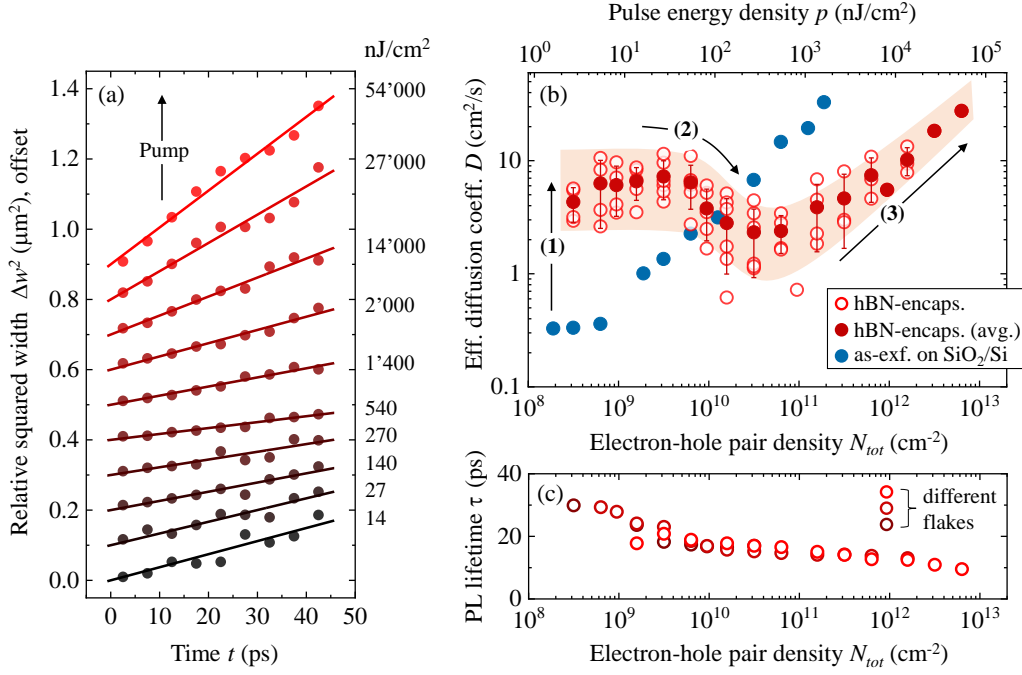 nJ/cm²
(a)
1.4
1.2
1.0
0.8
0.6
0.4
0.2
0.0
Pump
54’000
27’000
14’000
2’000
1’400
540
270
140
27
14
Relative squared width Δw² (μm²), offset
0 10 20 30 40 50
Time t (ps)
Pulse energy density p (nJ/cm²)
10⁰ 10¹ 10² 10³ 10⁴ 10⁵
(b)
Eff. diffusion coeff. D (cm²/s)
10
1
0.1
(1)
(2)
(3)
hBN-encaps.
hBN-encaps. (avg.)
as-exf. on SiO₂/Si
10⁸ 10⁹ 10¹⁰ 10¹¹ 10¹² 10¹³
Electron-hole pair density Nₜₒₜ (cm⁻²)
(c)
PL lifetime τ (ps)
40
20
0
different
flakes
10⁸ 10⁹ 10¹⁰ 10¹¹ 10¹² 10¹³
Electron-hole pair density Nₜₒₜ (cm⁻²)